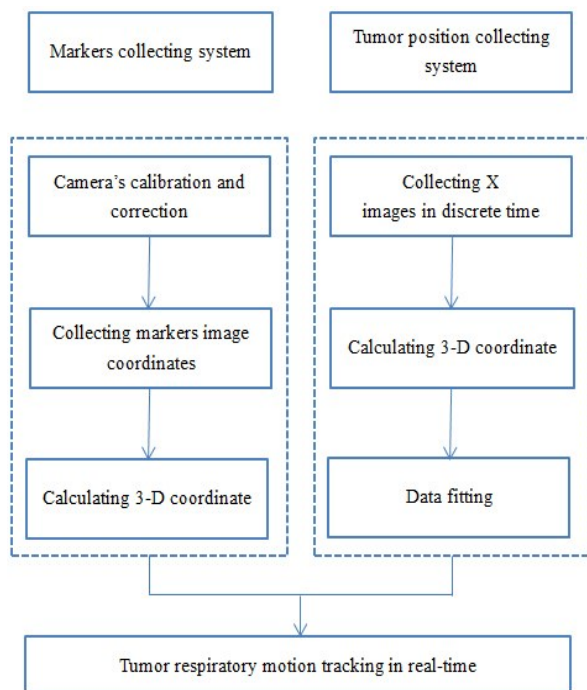 Markers collecting system
Tumor position collecting
system
Camera's calibration and
correction
Collecting markers image
coordinates
Calculating 3-D coordinate
Collecting X
images in discrete time
Calculating 3-D coordinate
Data fitting
Tumor respiratory motion tracking in real-time